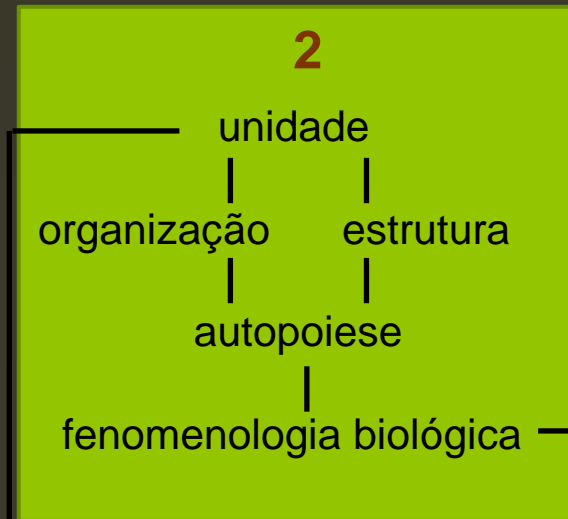 2
unidade
organização estrutura
autopoiese
fenomenologia biológica